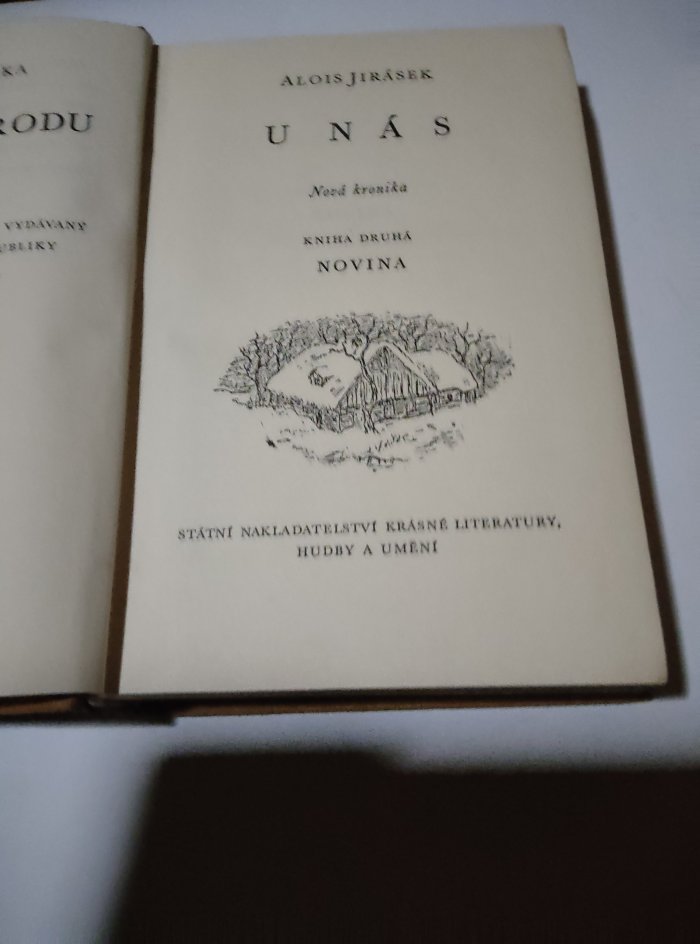 KA
RODU
VYDÁVANÝ
UBLIKY
ALOIS JIRÁSEK
U NÁS
Nová kronika
KNIHA DRUHÁ
NOVINA
STÁTNÍ NAKLADATELSTVÍ KRÁSNÉ LITERATURY,
HUDBY A UMĚNÍ